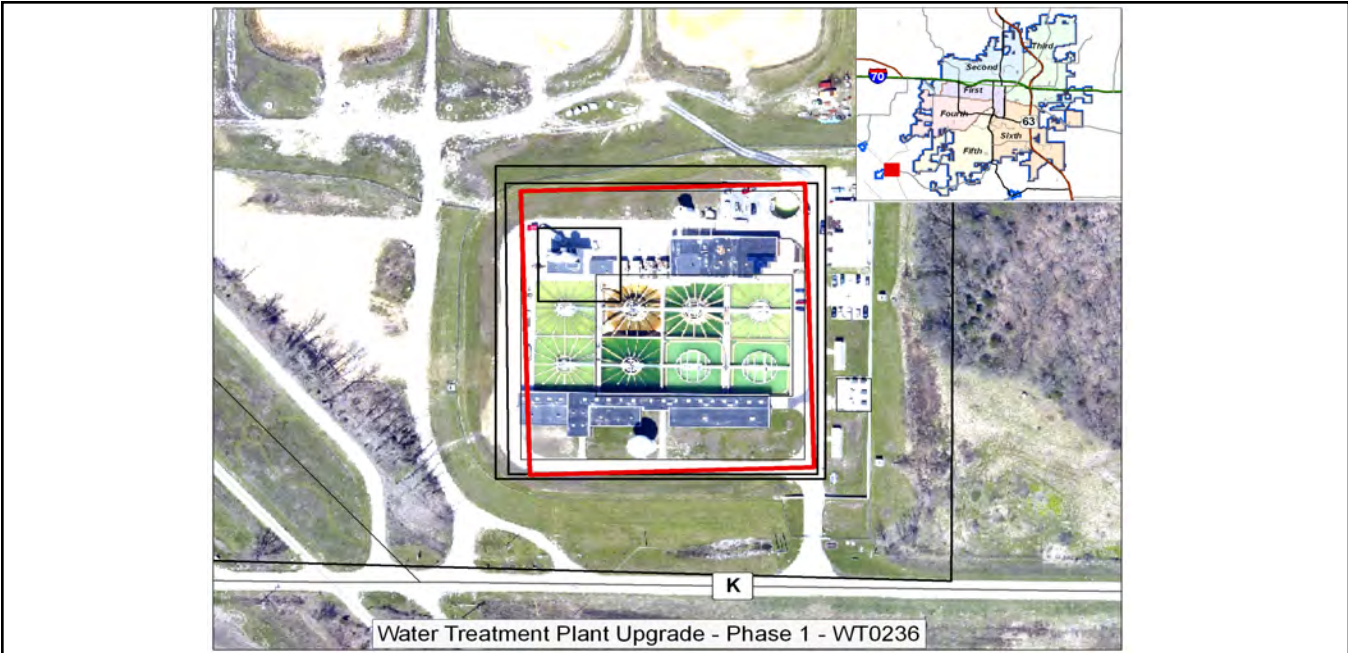 Third
Second
70
First
Fourth
63
Sixth
Fifth
K
Water Treatment Plant Upgrade - Phase 1 - WT0236